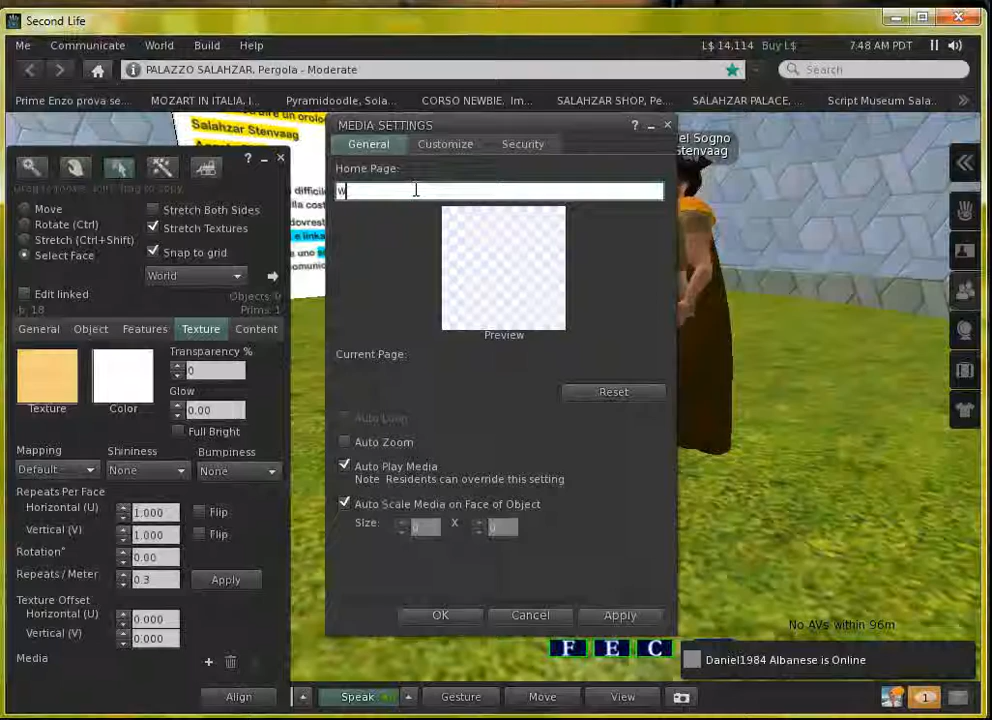 Second Life
Me Communicate World Build Help L$ 14,114 Buy L$ 7:48 AM PDT
PALAZZO SALAHZAR, Pergola - Moderate Search
Prime Enzo prova se... MOZART IN ITALIA, I... Pyramidoodle, Sola... CORSO NEWBIE, Im... SALAHZAR SHOP, Pe... SALAHZAR PALACE, ... Script Museum Sala..
Salahzar Stenvaag
MEDIA SETTINGS
General Customize Security
Home Page:
W
Preview
Current Page:
Reset
Auto Loop
Auto Zoom
Auto Play Media
Note: Residents can override this setting
Auto Scale Media on Face of Object
Size: 0 X 0
OK Cancel Apply
el Sogno
Stenvaag
difficil
dovrest
e linka
Move
Rotate (Ctrl)
Stretch (Ctrl+Shift)
Select Face
Edit linked
Stretch Both Sides
Stretch Textures
Snap to grid
World
Objects: 0
Prims: 1
General Object Features Texture Content
Texture Color
Transparency %
0
Glow
0.00
Full Bright
Mapping Shininess Bumpiness
Default None None
Repeats Per Face
Horizontal (U) 1.000 Flip
Vertical (V) 1.000 Flip
Rotation° 0.00
Repeats / Meter 0.3 Apply
Texture Offset
Horizontal (U) 0.000
Vertical (V) 0.000
Media
Align
No AVs within 96m
F E C
Daniel1984 Albanese is Online
Speak Gesture Move View 1